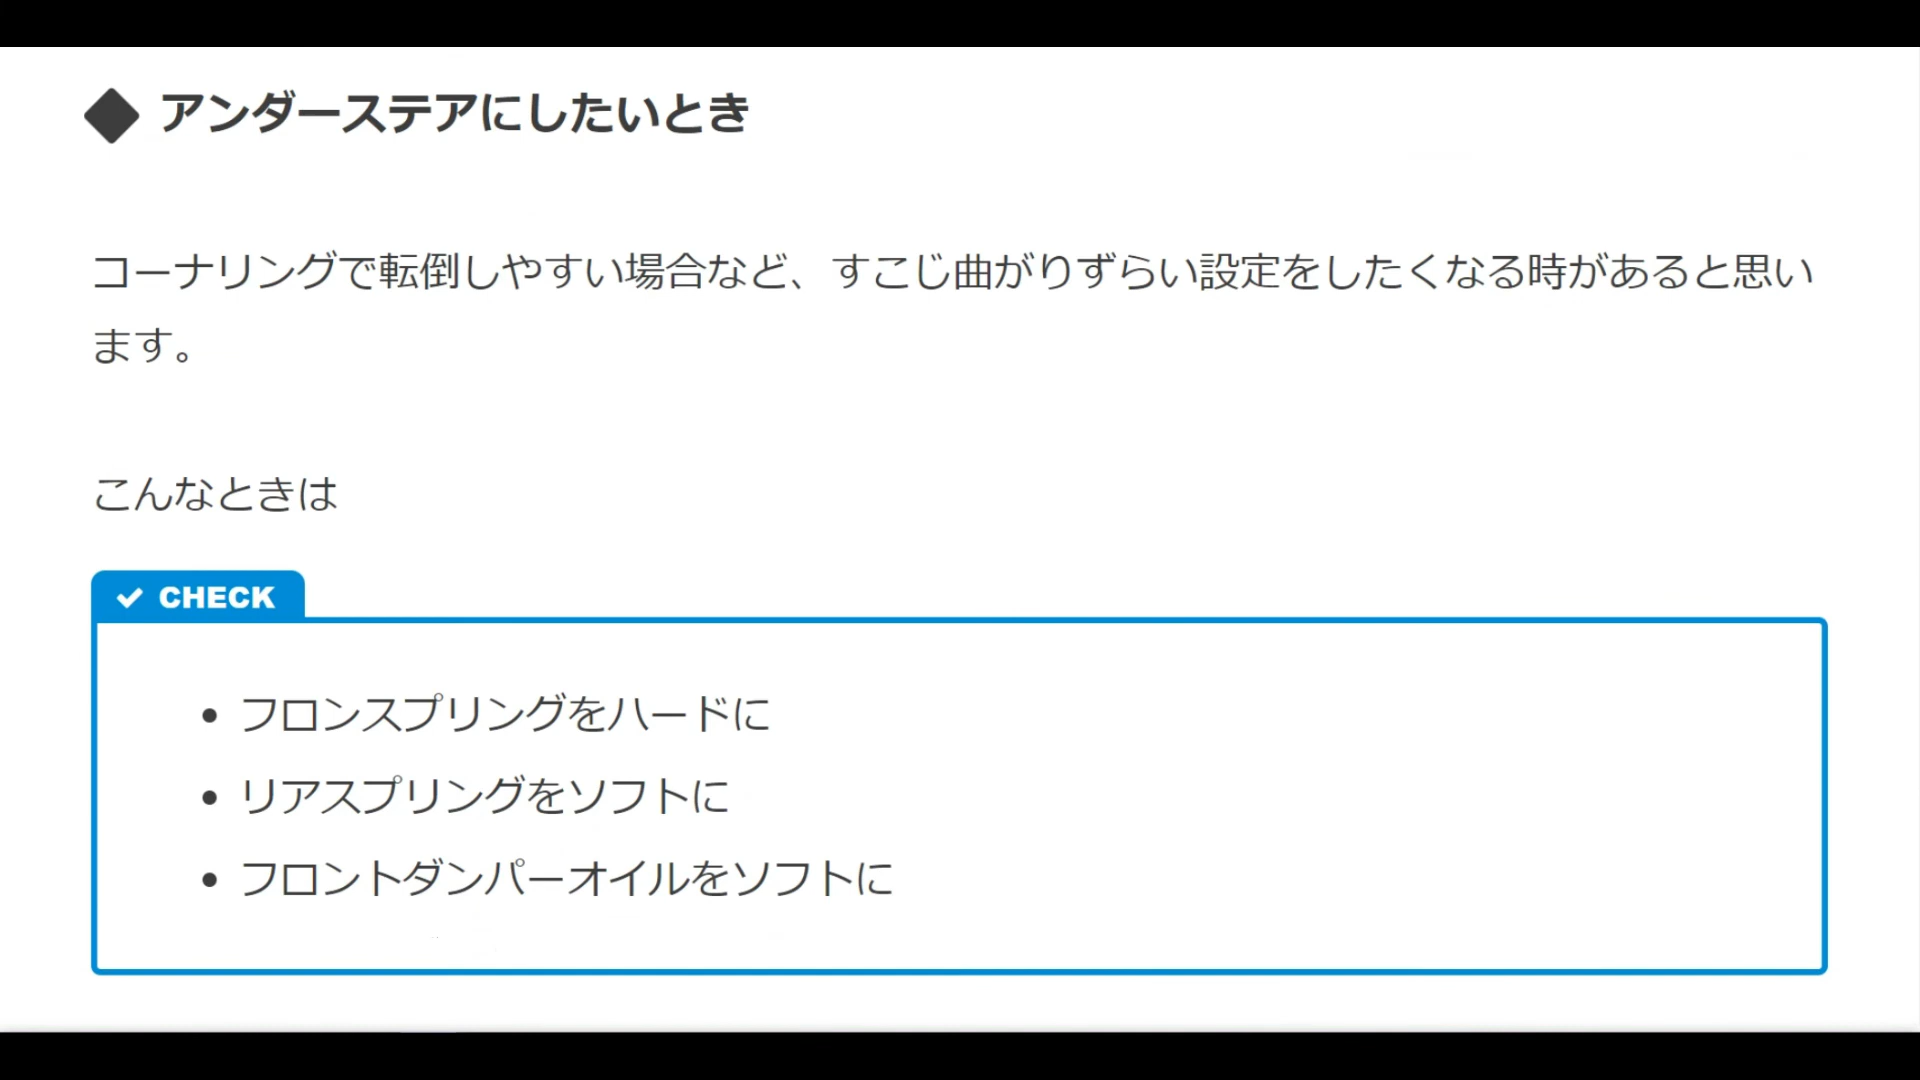 アンダーステアにしたいとき
コーナリングで転倒しやすい場合など、すこじ曲がりずらい設定をしたくなる時があると思い
ます。
こんなときは
CHECK
フロンスプリングをハードに
リアスプリングをソフトに
フロントダンパーオイルをソフトに